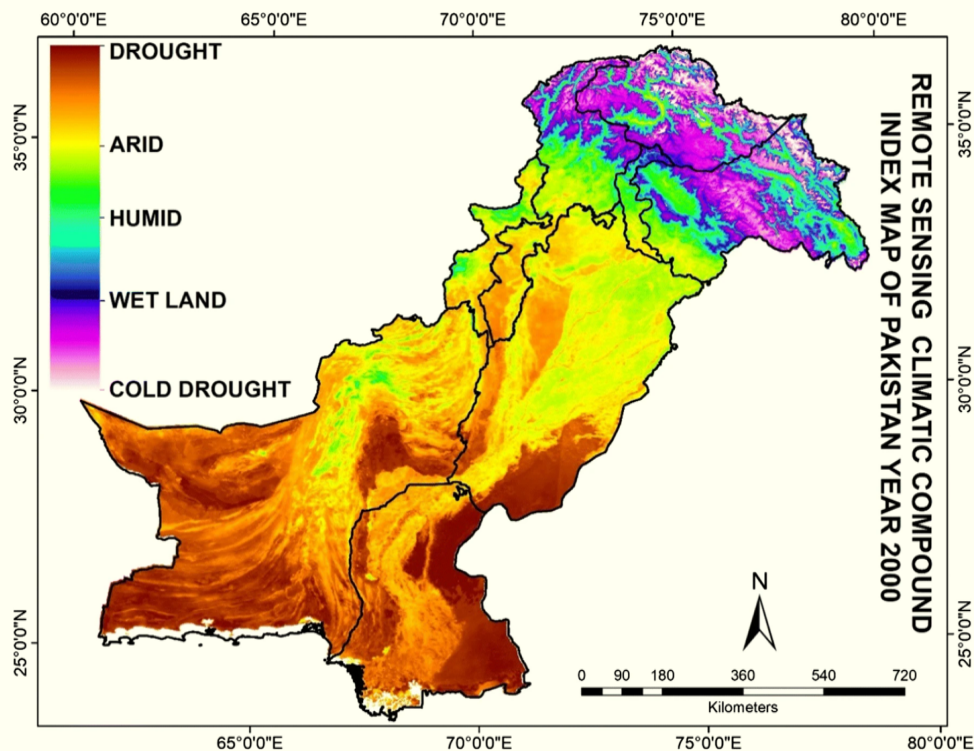 60°0'0"E 65°0'0"E 70°0'0"E 75°0'0"E 80°0'0"E
DROUGHT
ARID
HUMID
WET LAND
COLD DROUGHT
REMOTE SENSING CLIMATIC COMPOUND
INDEX MAP OF PAKISTAN YEAR 2000
35°0'0"N
30°0'0"N
25°0'0"N
35°0'0"N
30°0'0"N
25°0'0"N
N
0 90 180 360 540 720
Kilometers
65°0'0"E 70°0'0"E 75°0'0"E 80°0'0"E